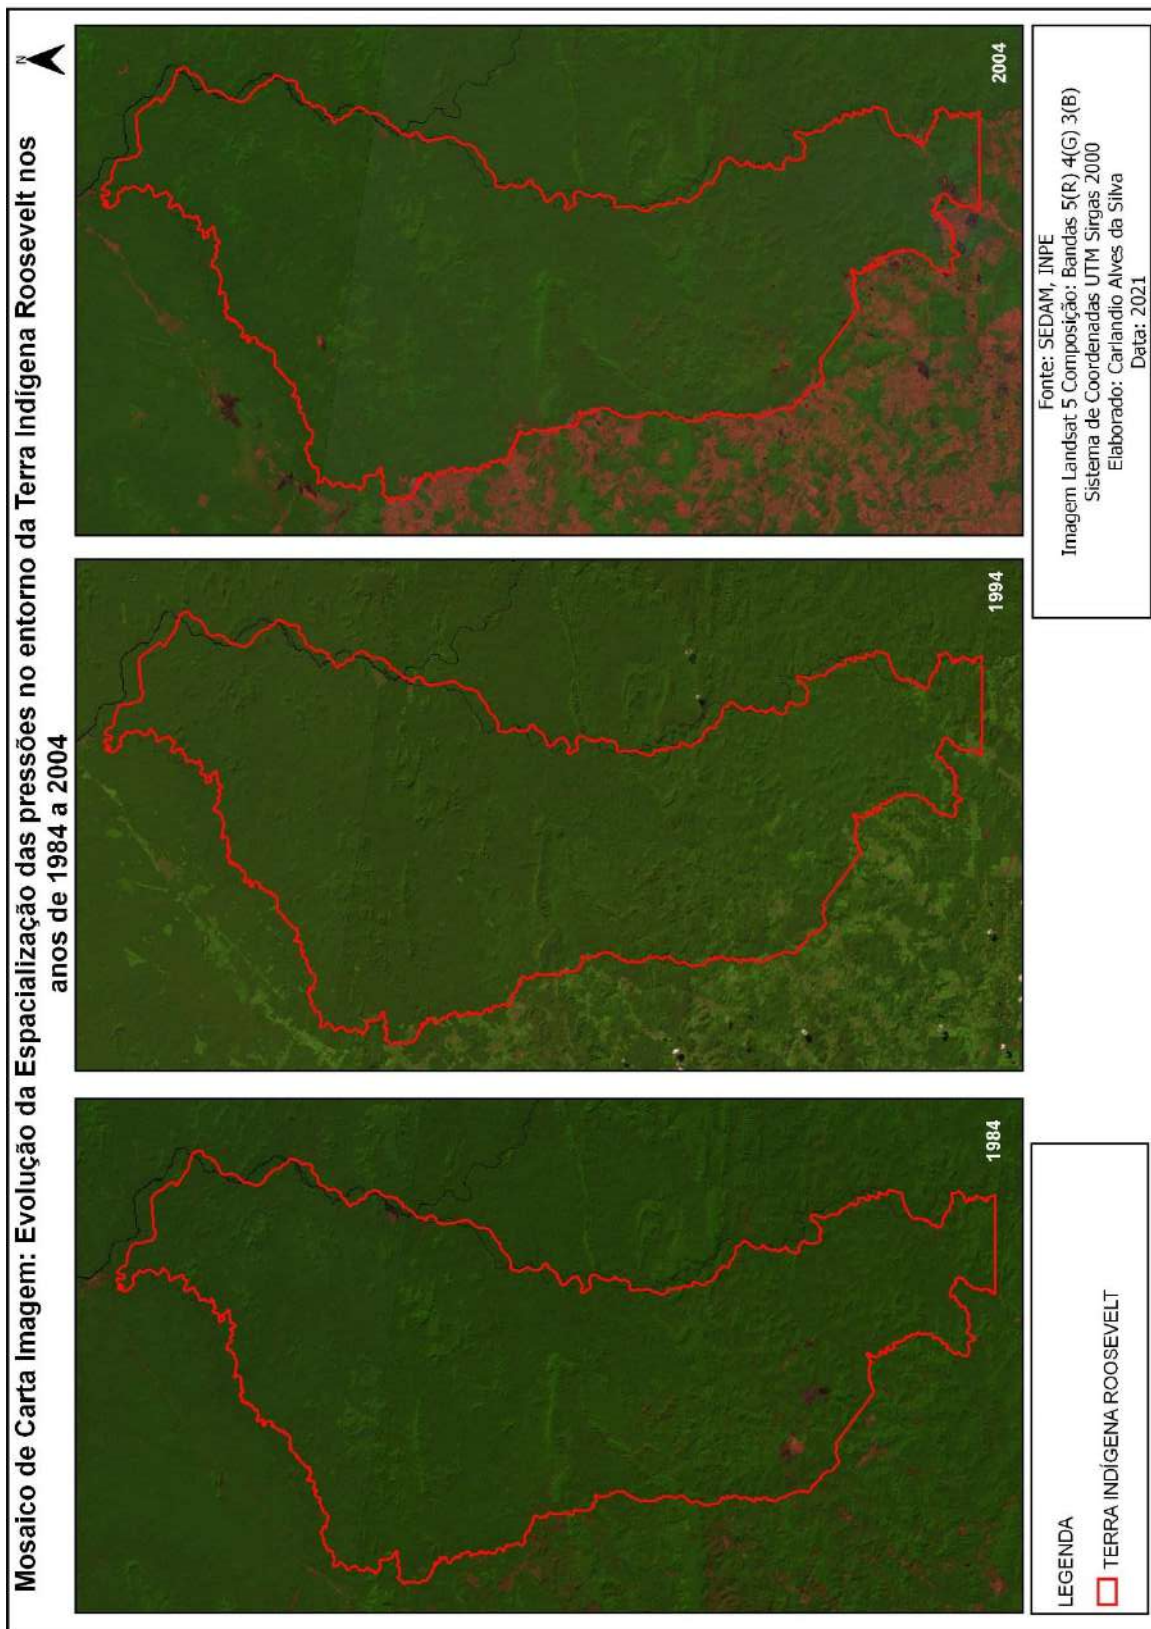 Mosaico de Carta Imagem: Evolução da Espacialização das pressões no entorno da Terra Indígena Roosevelt nos
anos de 1984 a 2004
N
1984
1994
2004
LEGENDA
TERRA INDÍGENA ROOSEVELT
Fonte: SEDAM, INPE
Imagem Landsat 5 Composição: Bandas 5(R) 4(G) 3(B)
Sistema de Coordenadas UTM Sirgas 2000
Elaborado: Carlandio Alves da Silva
Data: 2021